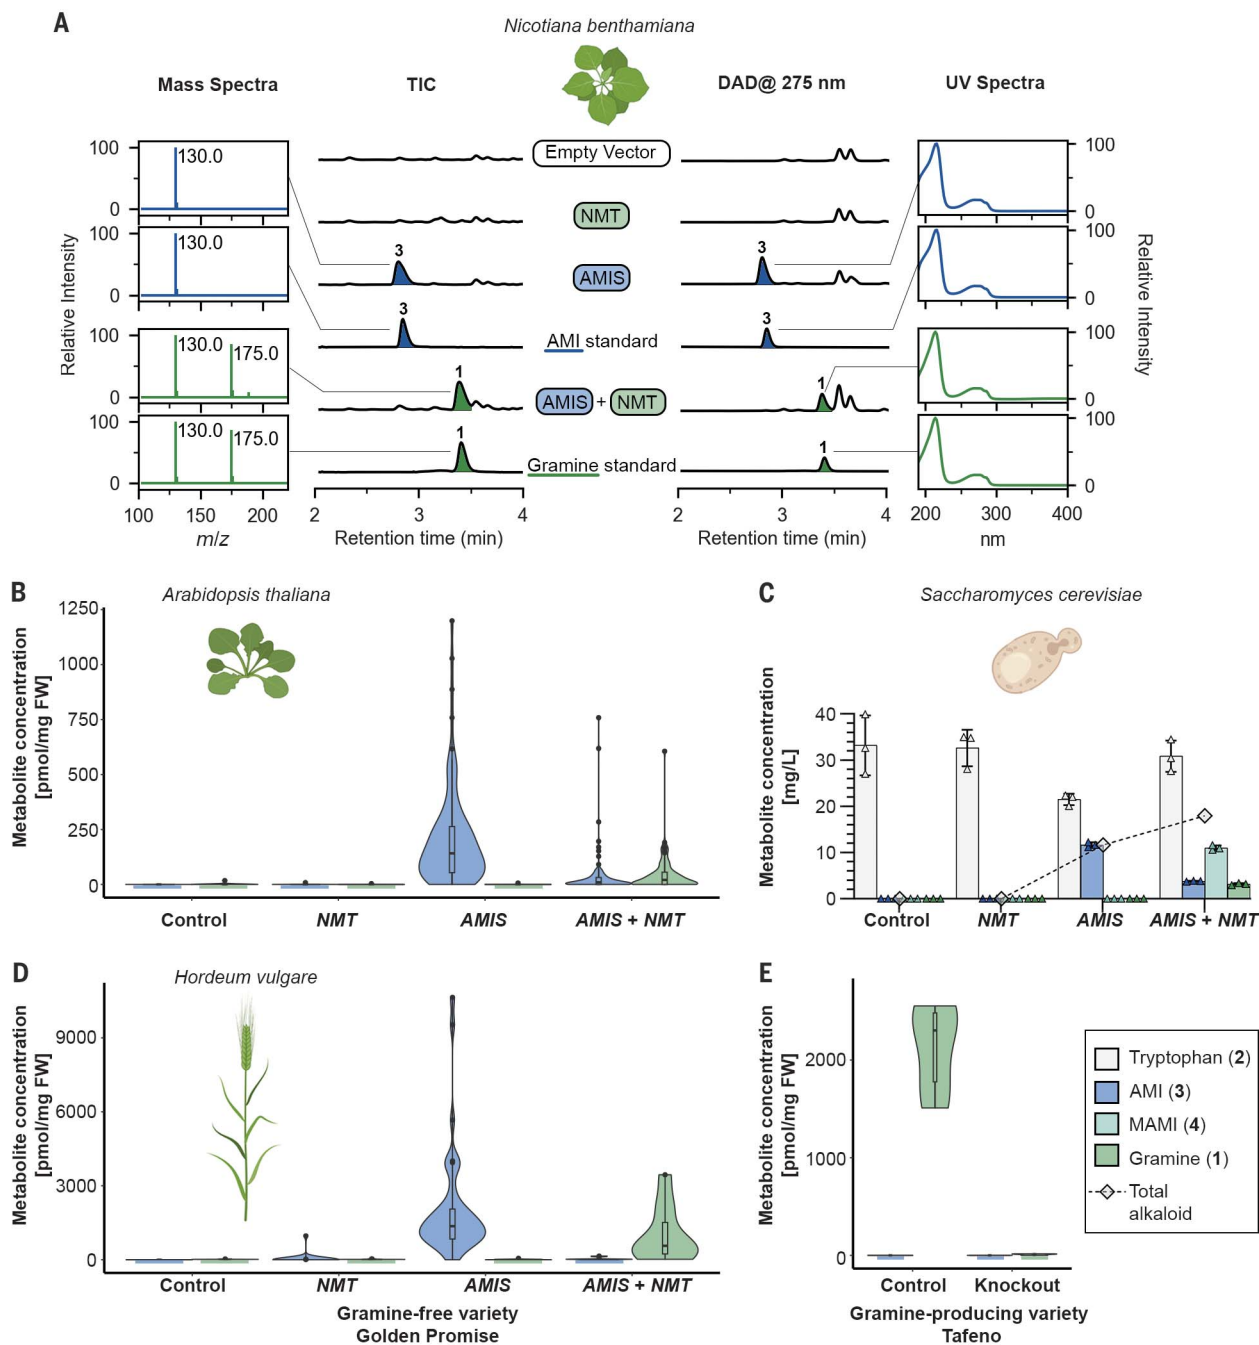 A
Nicotiana benthamiana
Mass Spectra
TIC
DAD@ 275 nm
UV Spectra
Relative Intensity
100
0
130.0
100
0
130.0
100
0
130.0
175.0
100
0
130.0
175.0
100
150
200
m/z
3
3
1
1
2
3
4
Retention time (min)
Empty Vector
NMT
AMIS
AMI standard
AMIS + NMT
Gramine standard
3
3
1
1
2
3
4
Retention time (min)
100
0
100
0
100
0
100
0
200
300
400
nm
Relative Intensity
B
Arabidopsis thaliana
Metabolite concentration
[pmol/mg FW]
1250
1000
750
500
250
0
Control
NMT
AMIS
AMIS + NMT
C
Saccharomyces cerevisiae
Metabolite concentration
[mg/L]
40
30
20
10
0
Control
NMT
AMIS
AMIS + NMT
D
Hordeum vulgare
Metabolite concentration
[pmol/mg FW]
9000
6000
3000
0
Control
NMT
AMIS
AMIS + NMT
Gramine-free variety
Golden Promise
E
Metabolite concentration
[pmol/mg FW]
2000
1000
0
Control
Knockout
Gramine-producing variety
Tafeno
Tryptophan (2)
AMI (3)
MAMI (4)
Gramine (1)
Total
alkaloid